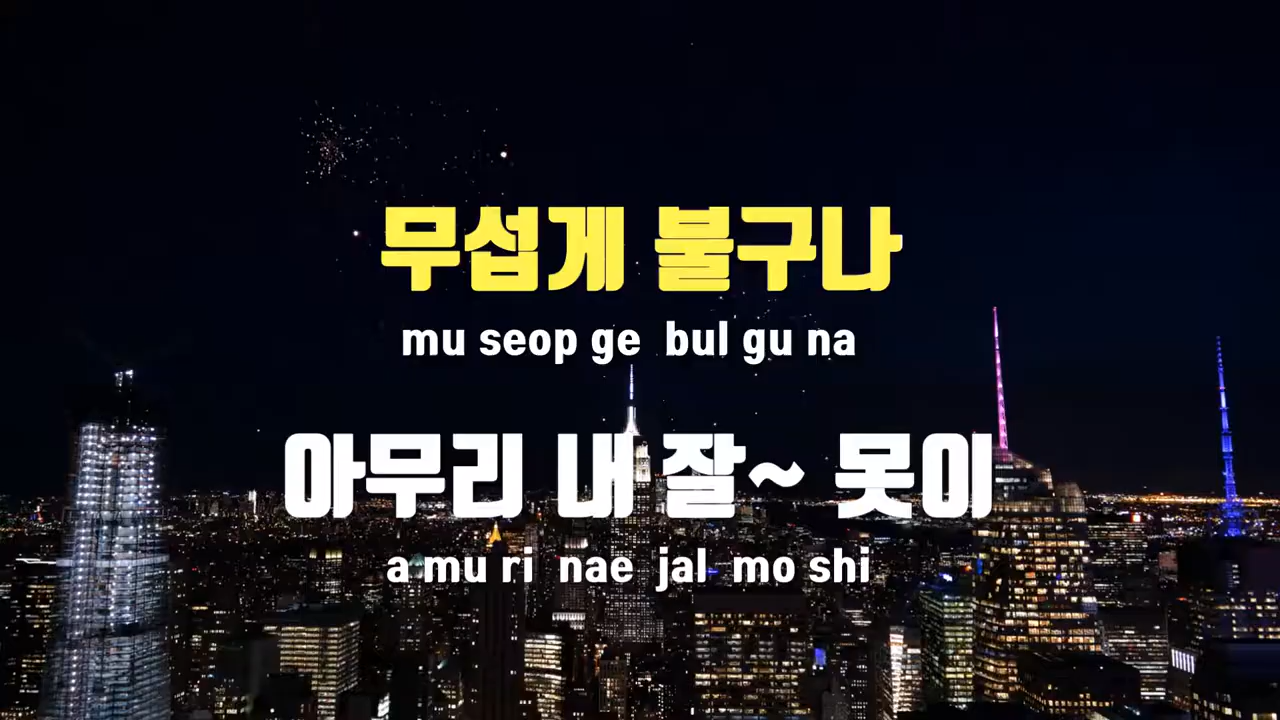 무섭게 불구나
mu seop ge bul gu na
아무리 내 잘~ 못이
a mu ri nae jal mo shi